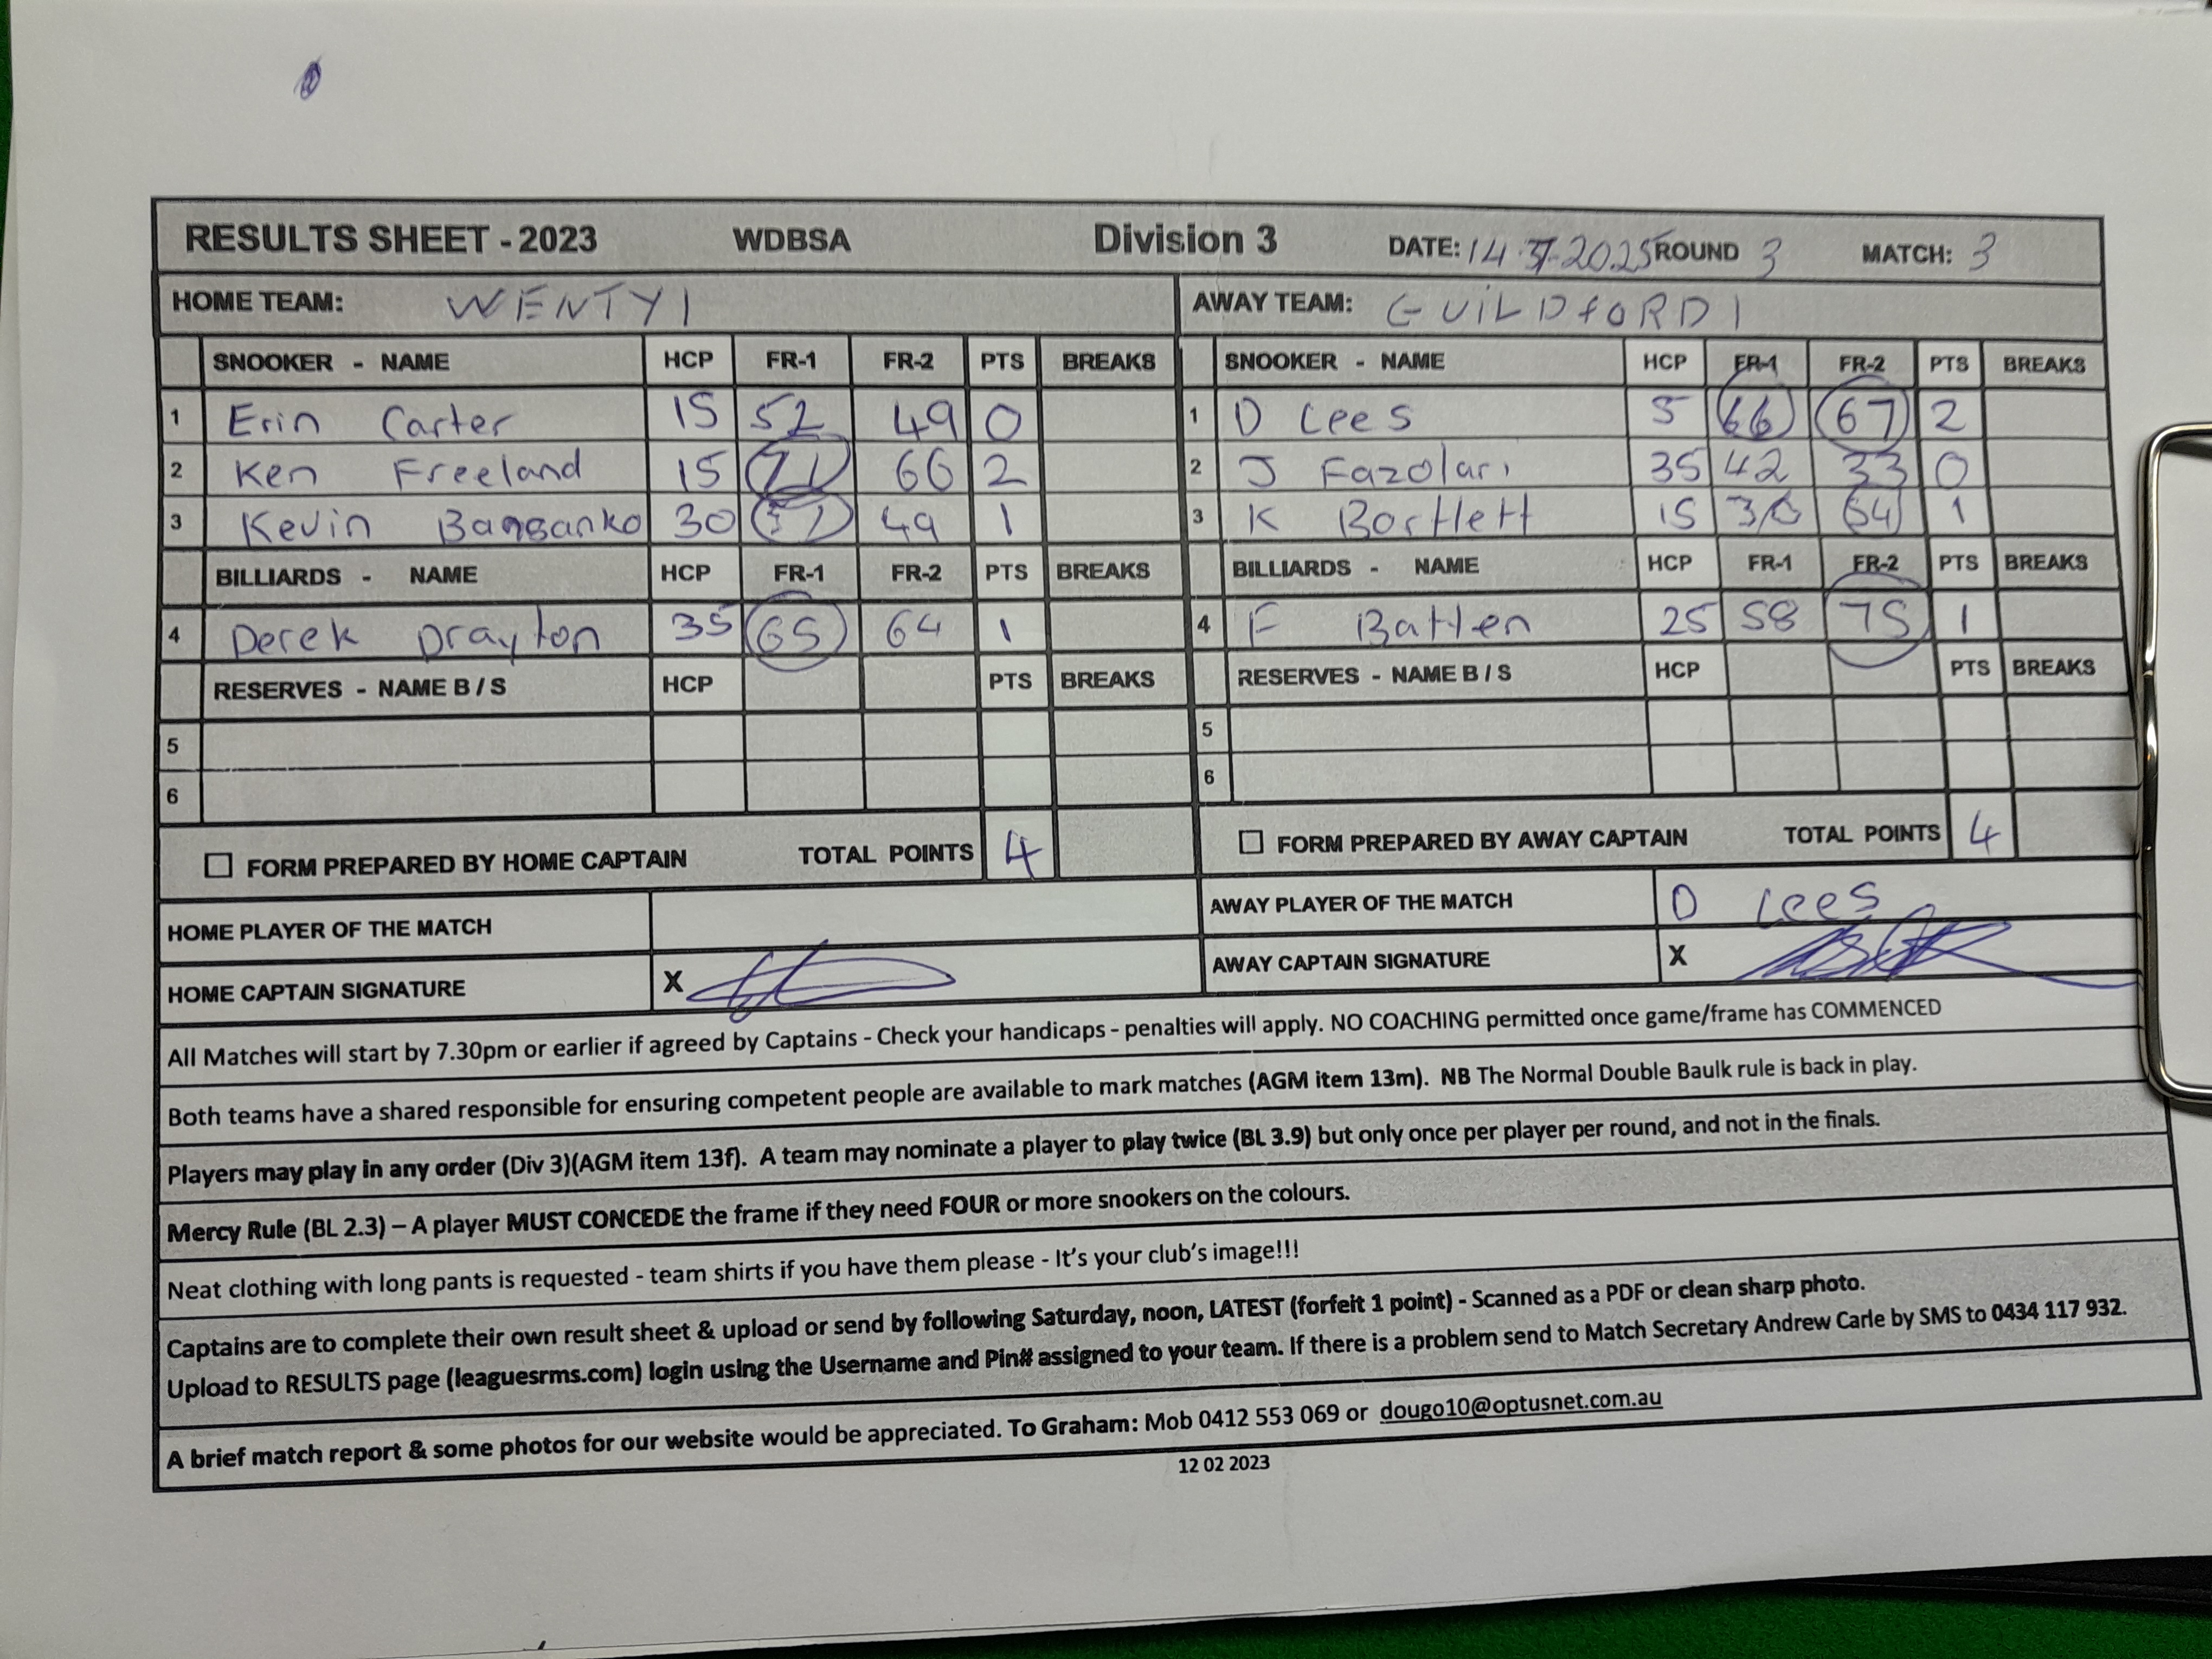 RESULTS SHEET - 2023 WDBSA Division 3 DATE: 14 2025 ROUND 3 MATCH: 3
HOME TEAM: WENTY 1 AWAY TEAM: GUILDFORD 1
SNOOKER - NAME HCP FR-1 FR-2 PTS BREAKS SNOOKER - NAME HCP FR-1 FR-2 PTS BREAKS
1 Erin Carter 15 52 49 0 1 D Lees 5 66 67 2
2 Ken Freeland 15 71 66 2 2 J Fazolari 35 42 33 0
3 Kevin 30 49 1 3 K Bartlett 15 1
BILLIARDS - NAME HCP FR-1 FR-2 PTS BREAKS BILLIARDS - NAME HCP FR-1 FR-2 PTS BREAKS
4 Derek Drayton 35 65 64 1 4 F Batten 25 58 75 1
RESERVES - NAME B / S HCP PTS BREAKS RESERVES - NAME B / S HCP PTS BREAKS
5 5
6 6
FORM PREPARED BY HOME CAPTAIN TOTAL POINTS 4 FORM PREPARED BY AWAY CAPTAIN TOTAL POINTS 4
HOME PLAYER OF THE MATCH AWAY PLAYER OF THE MATCH D Lees
HOME CAPTAIN SIGNATURE X AWAY CAPTAIN SIGNATURE X
All Matches will start by 7.30pm or earlier if agreed by Captains - Check your handicaps - penalties will apply. NO COACHING permitted once game/frame has COMMENCED
Both teams have a shared responsible for ensuring competent people are available to mark matches (AGM item 13m). NB The Normal Double Baulk rule is back in play.
Players may play in any order (Div 3)(AGM item 13f). A team may nominate a player to play twice (BL 3.9) but only once per player per round, and not in the finals.
Mercy Rule (BL 2.3) – A player MUST CONCEDE the frame if they need FOUR or more snookers on the colours.
Neat clothing with long pants is requested - team shirts if you have them please - It's your club's image!!!
Captains are to complete their own result sheet & upload or send by following Saturday, noon, LATEST (forfeit 1 point) - Scanned as a PDF or clean sharp photo.
Upload to RESULTS page (leaguesrms.com) login using the Username and Pin# assigned to your team. If there is a problem send to Match Secretary Andrew Carle by SMS to 0434 117 932.
A brief match report & some photos for our website would be appreciated. To Graham: Mob 0412 553 069 or dougo10@optusnet.com.au
12 02 2023